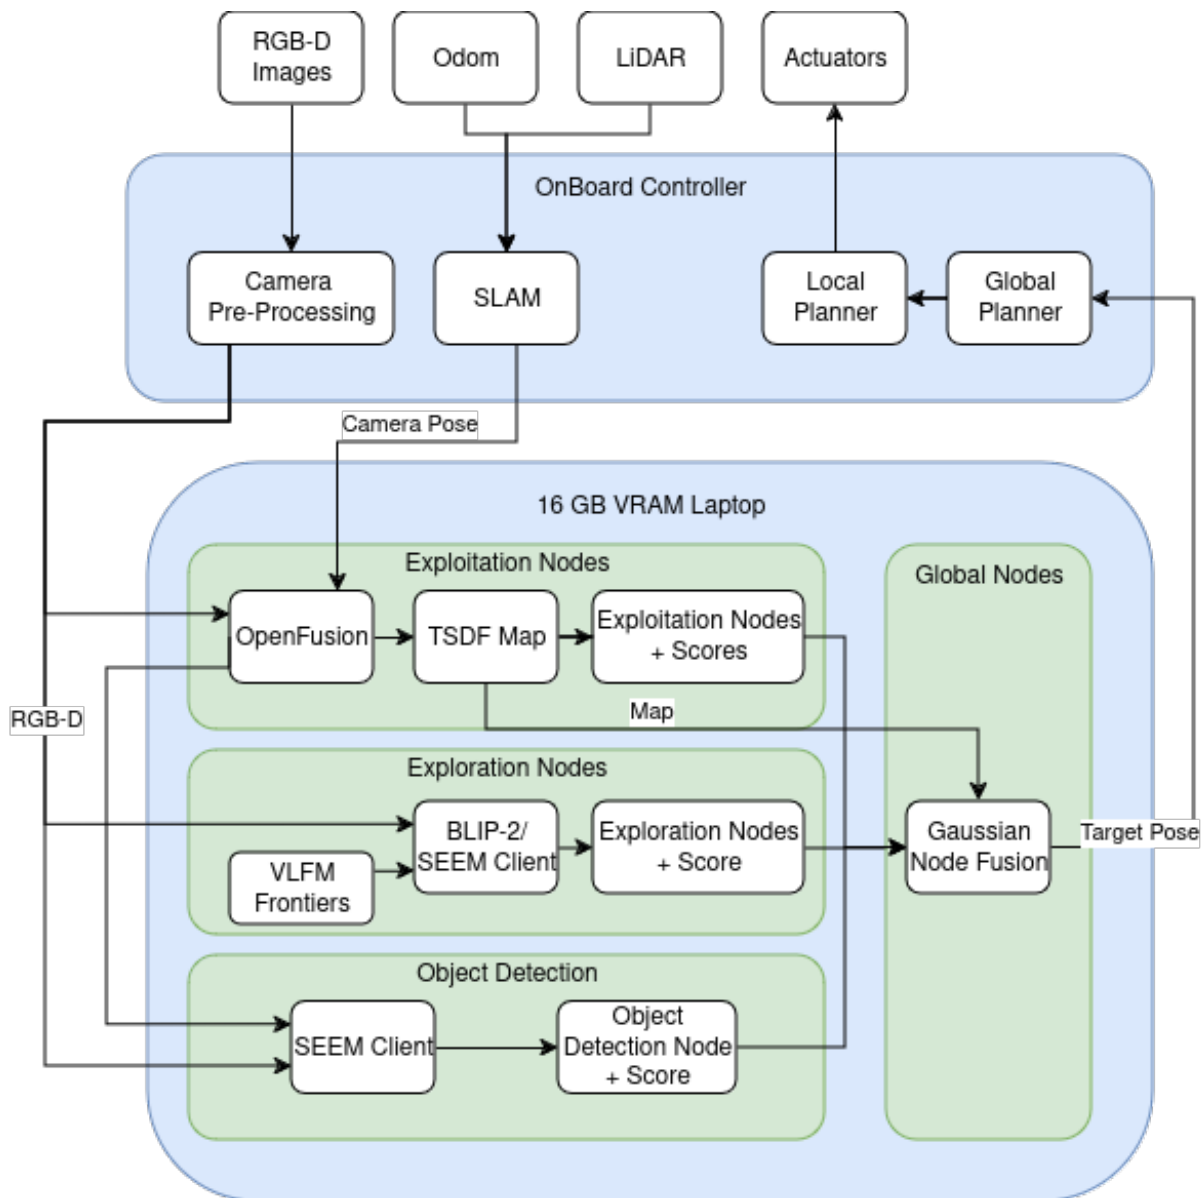 RGB-D
Images
Odom
LiDAR
Actuators
OnBoard Controller
Camera
Pre-Processing
SLAM
Local
Planner
Global
Planner
Camera Pose
16 GB VRAM Laptop
Exploitation Nodes
Global Nodes
OpenFusion
TSDF Map
Exploitation Nodes
+ Scores
RGB-D
Map
Exploration Nodes
BLIP-2/
SEEM Client
Exploration Nodes
+ Score
VLFM
Frontiers
Gaussian
Node Fusion
Target Pose
Object Detection
SEEM Client
Object
Detection Node
+ Score